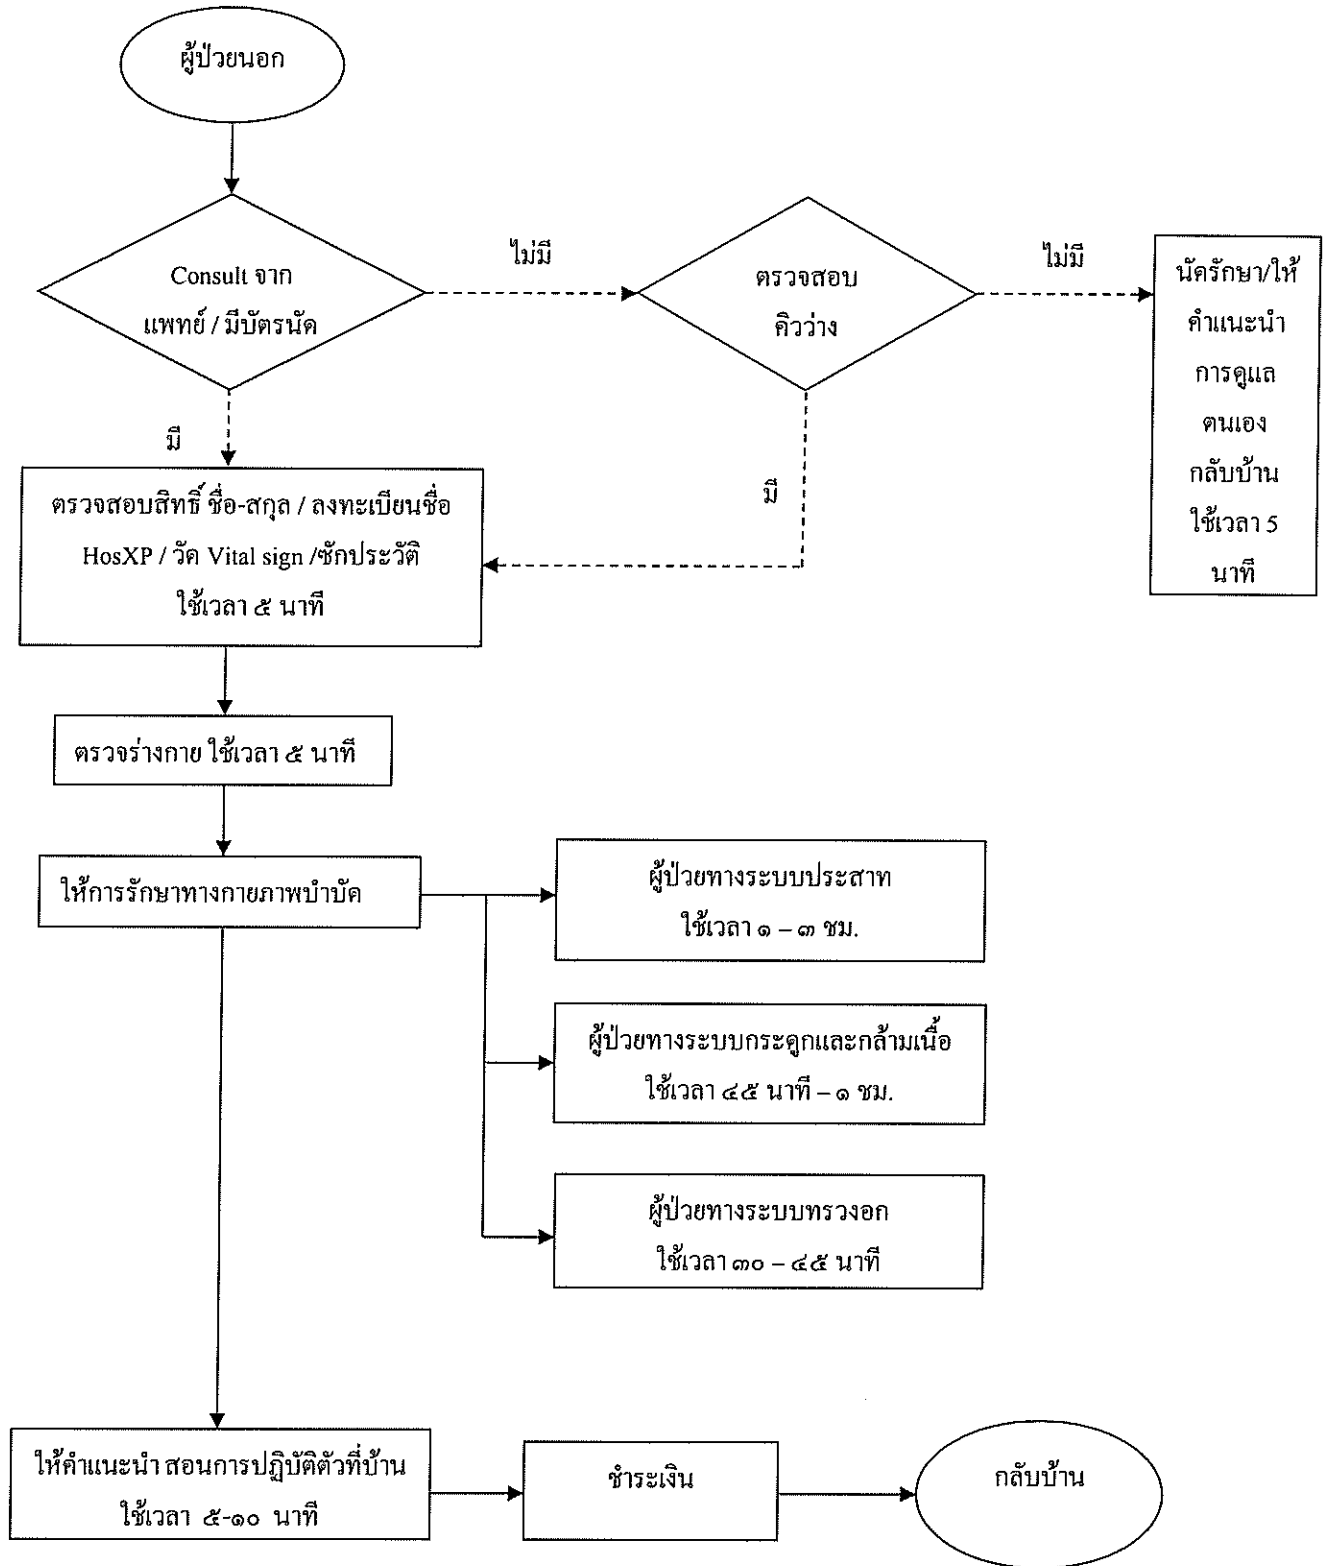 ผู้ป่วยนอก
Consult จาก
แพทย์ / มีบัตรนัด
ไม่มี
ตรวจสอบ
คิวว่าง
ไม่มี
นัดรักษา/ให้
คำแนะนำ
การดูแล
ตนเอง
กลับบ้าน
ใช้เวลา 5
นาที
มี
มี
ตรวจสอบสิทธิ์ ชื่อ-สกุล / ลงทะเบียนชื่อ
HosXP / วัด Vital sign /ซักประวัติ
ใช้เวลา ๕ นาที
ตรวจร่างกาย ใช้เวลา ๕ นาที
ให้การรักษาทางกายภาพบำบัด
ผู้ป่วยทางระบบประสาท
ใช้เวลา ๑ – ๓ ชม.
ผู้ป่วยทางระบบกระดูกและกล้ามเนื้อ
ใช้เวลา ๔๕ นาที – ๑ ชม.
ผู้ป่วยทางระบบทรวงอก
ใช้เวลา ๓๐ – ๔๕ นาที
ให้คำแนะนำ สอนการปฏิบัติตัวที่บ้าน
ใช้เวลา ๕-๑๐ นาที
ชำระเงิน
กลับบ้าน